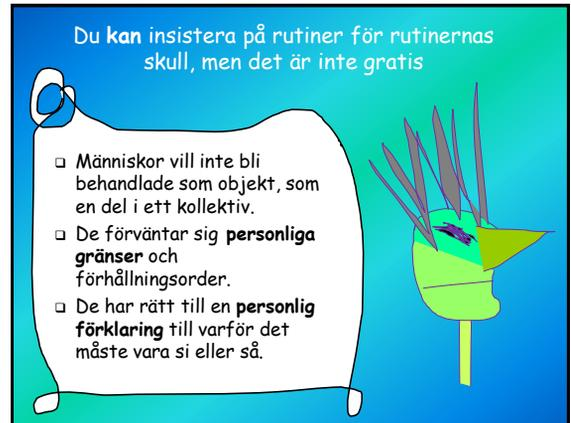 Du kan insistera på rutiner för rutinernas
skull, men det är inte gratis
❑ Människor vill inte bli
behandlade som objekt, som
en del i ett kollektiv.
❑ De förväntar sig personliga
gränser och
förhållningsorder.
❑ De har rätt till en personlig
förklaring till varför det
måste vara si eller så.